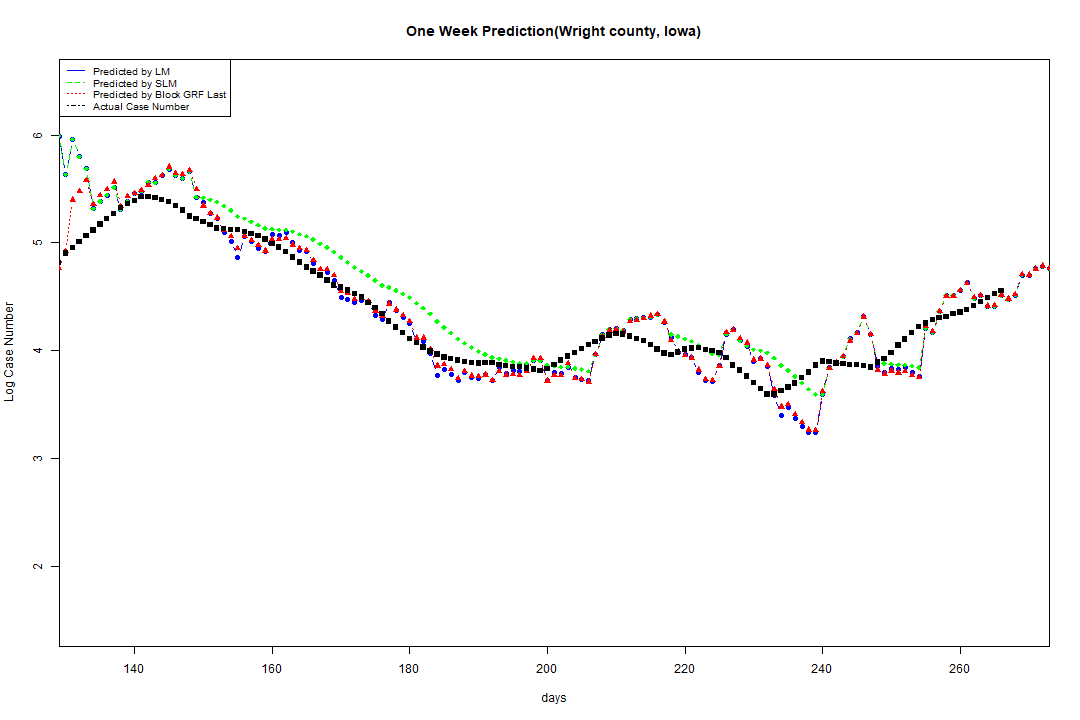 One Week Prediction(Wright county, Iowa)
Predicted by LM
Predicted by SLM
Predicted by Block GRF Last
Actual Case Number
6
5
4
3
2
Log Case Number
140 160 180 200 220 240 260
days